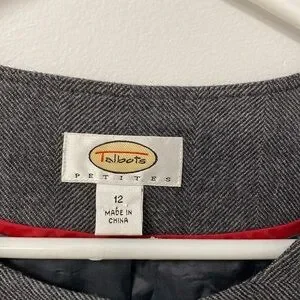 Talbots
PETITES
12
MADE IN
CHINA